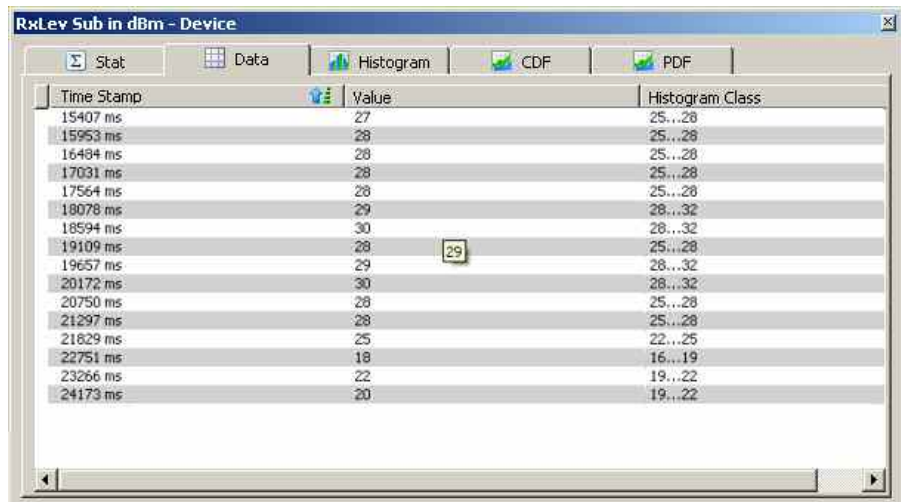 RxLev Sub in dBm - Device
Σ Stat Data Histogram CDF PDF
Time Stamp Value Histogram Class
15407 ms 27 25...28
15953 ms 28 25...28
16484 ms 28 25...28
17031 ms 28 25...28
17564 ms 28 25...28
18078 ms 29 28...32
18594 ms 30 28...32
19109 ms 28 25...28
29
19657 ms 29 28...32
20172 ms 30 28...32
20750 ms 28 25...28
21297 ms 28 25...28
21829 ms 25 22...25
22751 ms 18 16...19
23266 ms 22 19...22
24173 ms 20 19...22